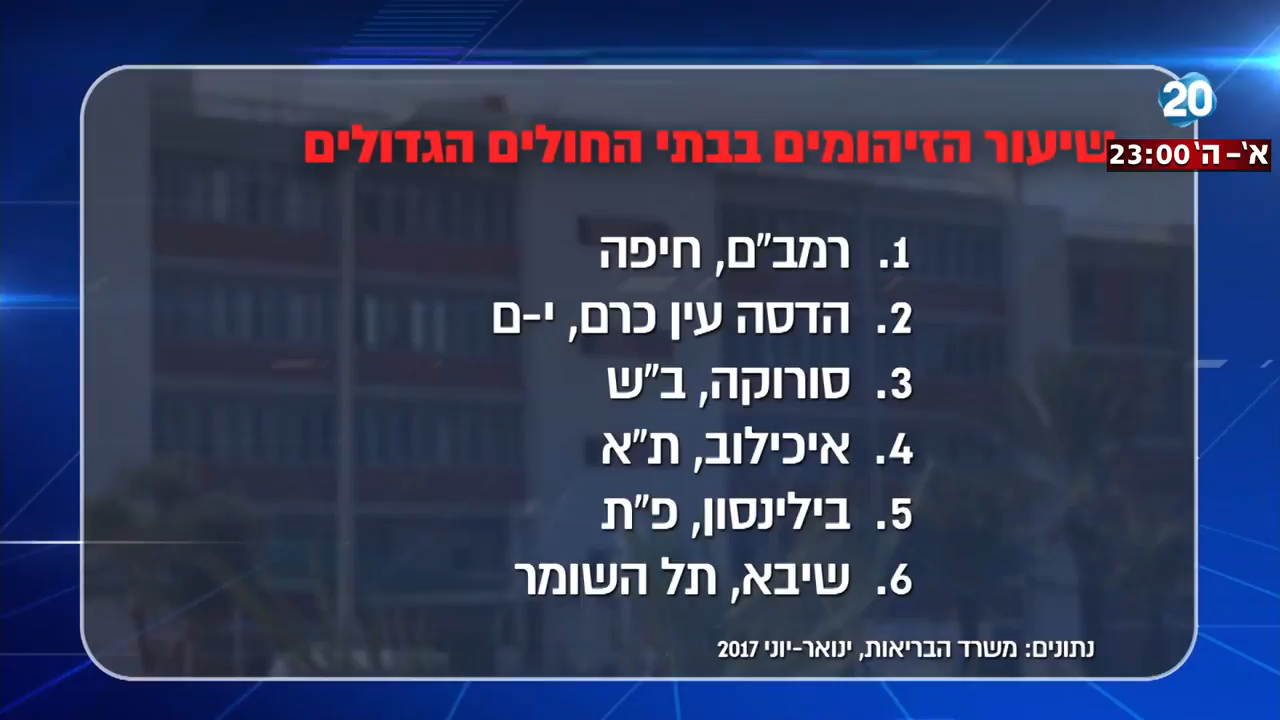 20
א'-ה' 23:00
שיעור הזיהומים בבתי החולים הגדולים
1. רמב"ם, חיפה
2. הדסה עין כרם, י-ם
3. סורוקה, ב"ש
4. איכילוב, ת"א
5. בילינסון, פ"ת
6. שיבא, תל השומר
נתונים: משרד הבריאות, ינואר-יוני 2017